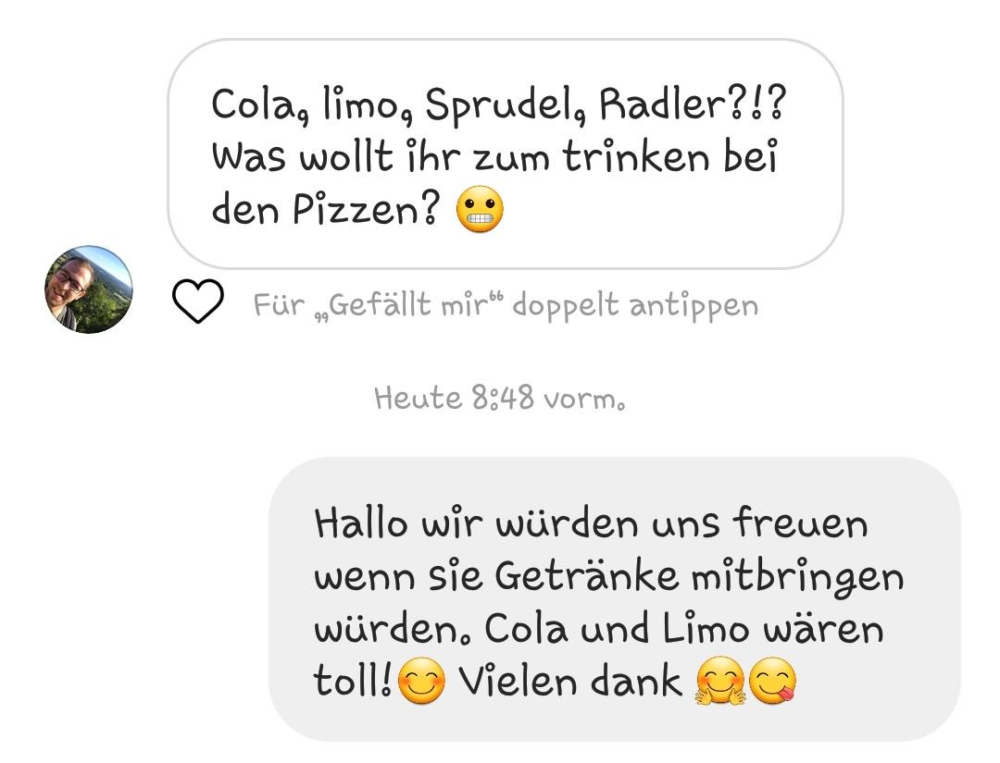 Cola, limo, Sprudel, Radler?!?
Was wollt ihr zum trinken bei
den Pizzen? 😬
Für „Gefällt mir“ doppelt antippen
Heute 8:48 vorm.
Hallo wir würden uns freuen
wenn sie Getränke mitbringen
würden. Cola und Limo wären
toll!😊 Vielen dank 🤗😋